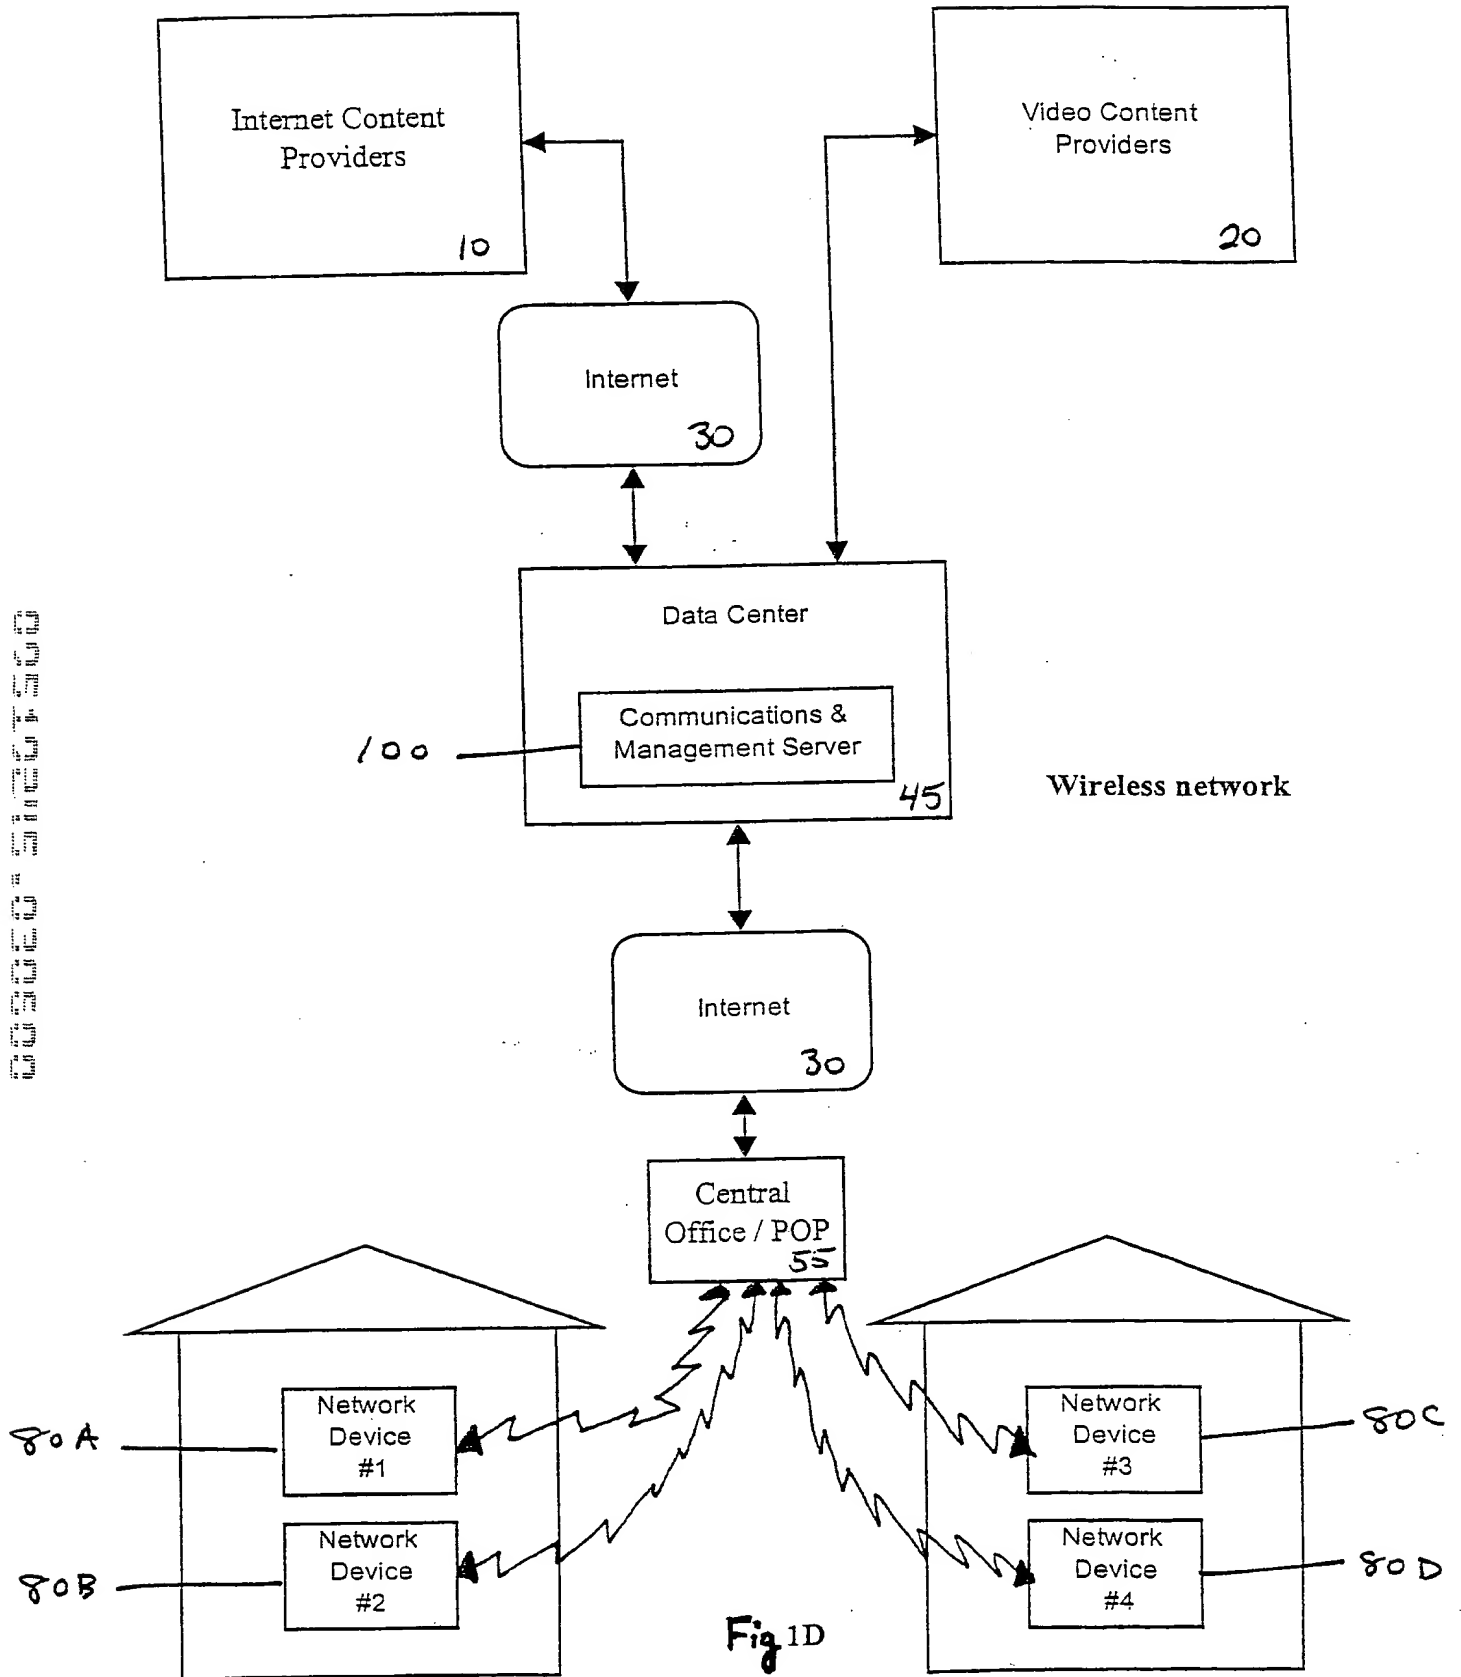 Internet Content
Providers
10
Video Content
Providers
20
Internet
30
Data Center
Communications &
Management Server
100
45
Wireless network
Internet
30
Central
Office / POP
55
Network
Device
#1
80A
Network
Device
#2
80B
Network
Device
#3
80C
Network
Device
#4
80D
Fig 1D